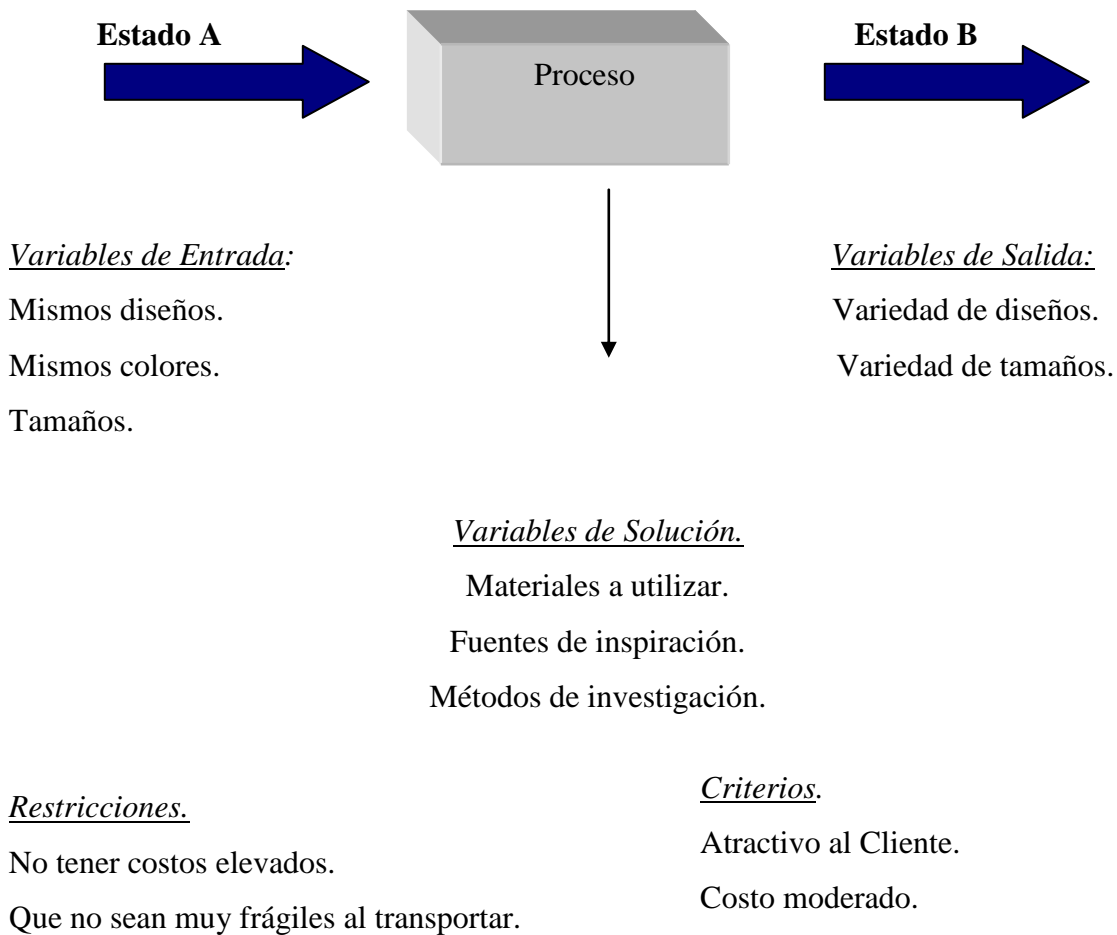 Estado A
Proceso
Estado B
Variables de Entrada:
Mismos diseños.
Mismos colores.
Tamaños.
Variables de Salida:
Variedad de diseños.
Variedad de tamaños.
Variables de Solución.
Materiales a utilizar.
Fuentes de inspiración.
Métodos de investigación.
Restricciones.
No tener costos elevados.
Que no sean muy frágiles al transportar.
Criterios.
Atractivo al Cliente.
Costo moderado.